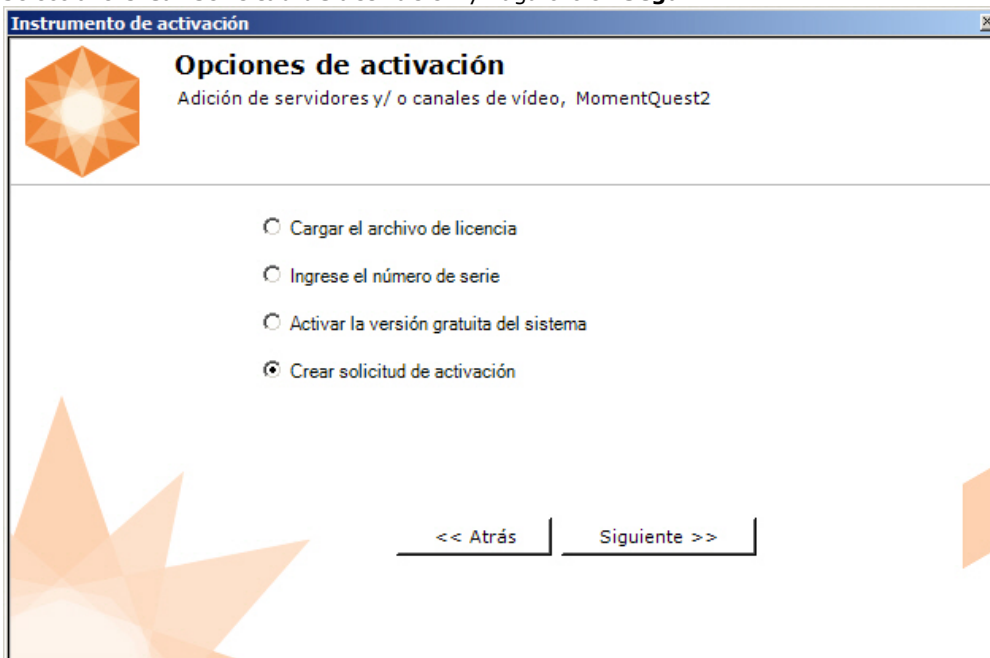 Instrumento de activación
Opciones de activación
Adición de servidores y/ o canales de vídeo, MomentQuest2
Cargar el archivo de licencia
Ingrese el número de serie
Activar la versión gratuita del sistema
Crear solicitud de activación
<< Atrás
Siguiente >>